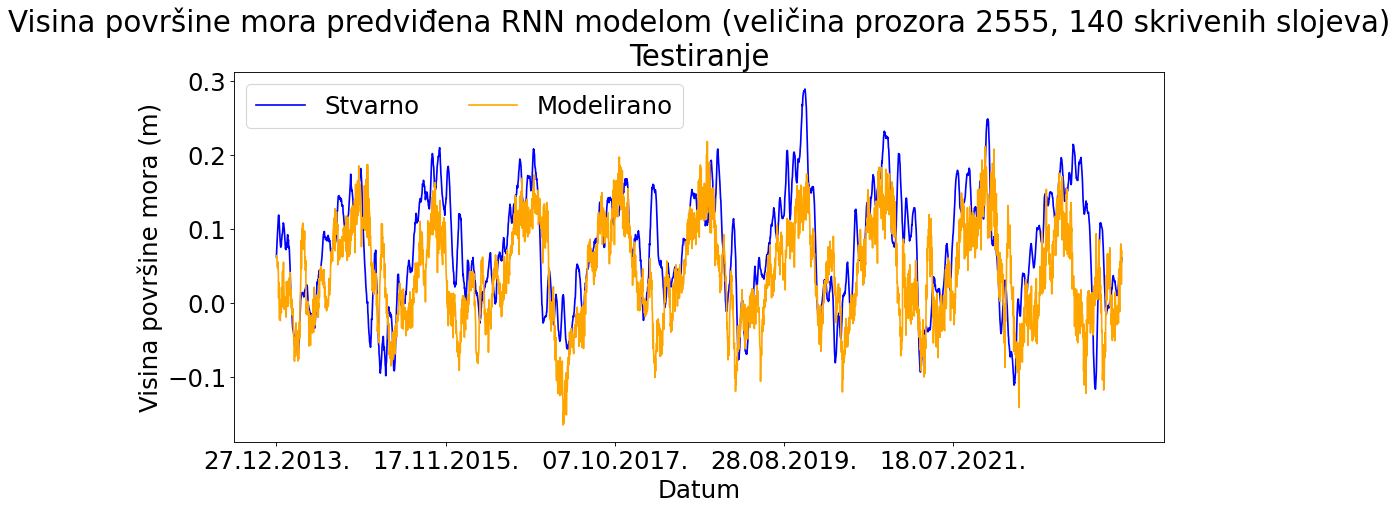 Visina površine mora predviđena RNN modelom (veličina prozora 2555, 140 skrivenih slojeva)
Testiranje
Stvarno Modelirano
Visina površine mora (m)
0.3
0.2
0.1
0.0
−0.1
27.12.2013. 17.11.2015. 07.10.2017. 28.08.2019. 18.07.2021.
Datum